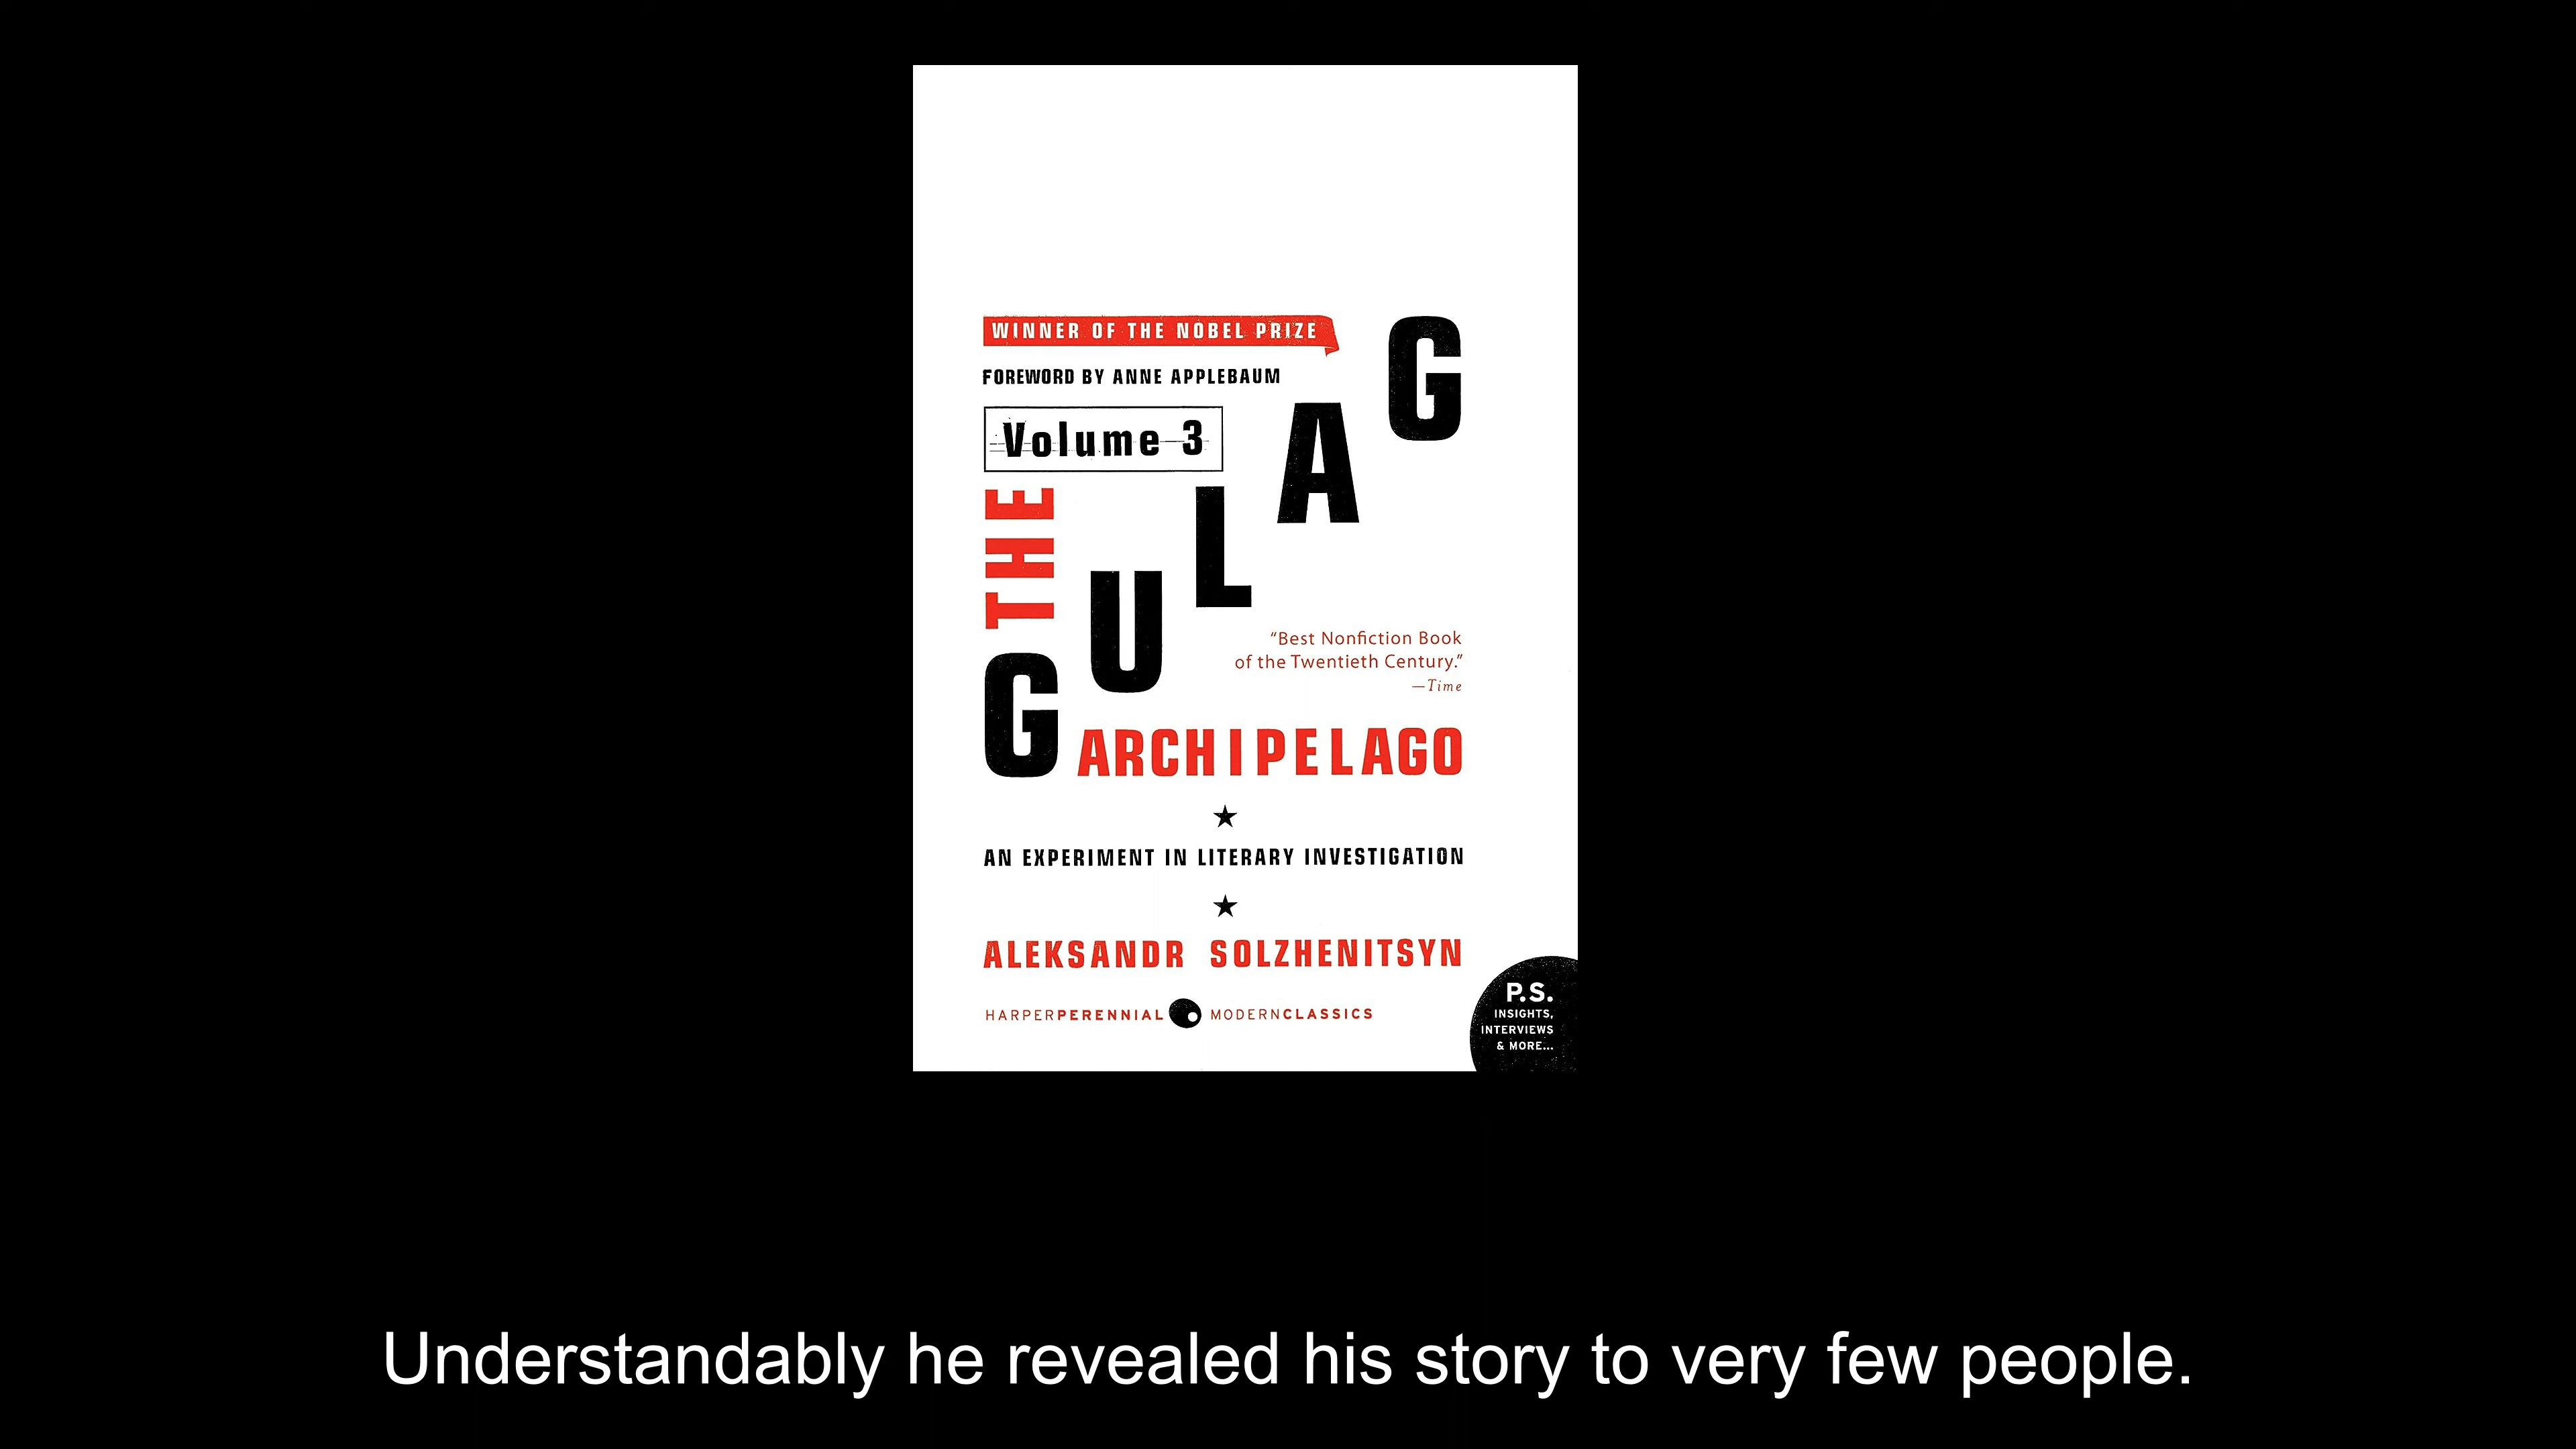 WINNER OF THE NOBEL PRIZE
FOREWORD BY ANNE APPLEBAUM
Volume 3
THE
GULAG
"Best Nonfiction Book
of the Twentieth Century."
—Time
ARCHIPELAGO
AN EXPERIMENT IN LITERARY INVESTIGATION
ALEKSANDR SOLZHENITSYN
HARPERPERENNIAL MODERNCLASSICS
P.S.
INSIGHTS,
INTERVIEWS
& MORE...
Understandably he revealed his story to very few people.